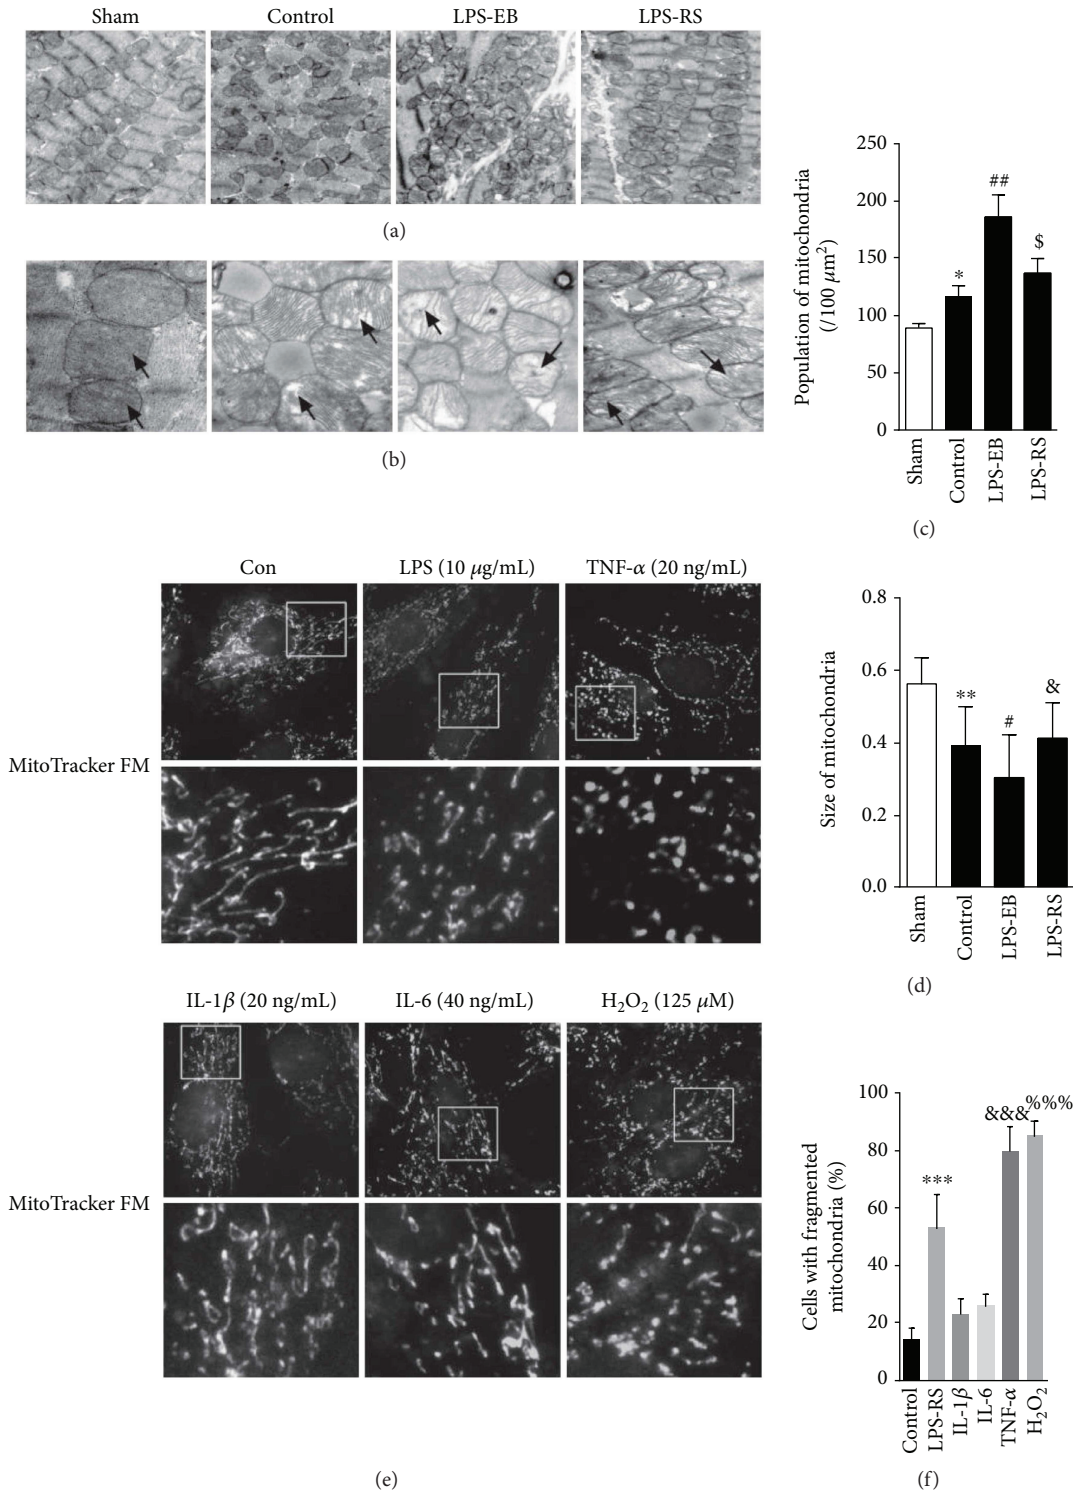 Sham Control LPS-EB LPS-RS
(a)
(b)
Population of mitochondria
(/100 μm²)
250
200
150
100
50
0
*
##
$
Sham
Control
LPS-EB
LPS-RS
(c)
Con LPS (10 μg/mL) TNF-α (20 ng/mL)
MitoTracker FM
Size of mitochondria
0.8
0.6
0.4
0.2
0.0
**
#
&
Sham
Control
LPS-EB
LPS-RS
(d)
IL-1β (20 ng/mL) IL-6 (40 ng/mL) H₂O₂ (125 μM)
MitoTracker FM
(e)
Cells with fragmented
mitochondria (%)
100
80
60
40
20
0
***
&&&
%%%
Control
LPS-RS
IL-1β
IL-6
TNF-α
H₂O₂
(f)